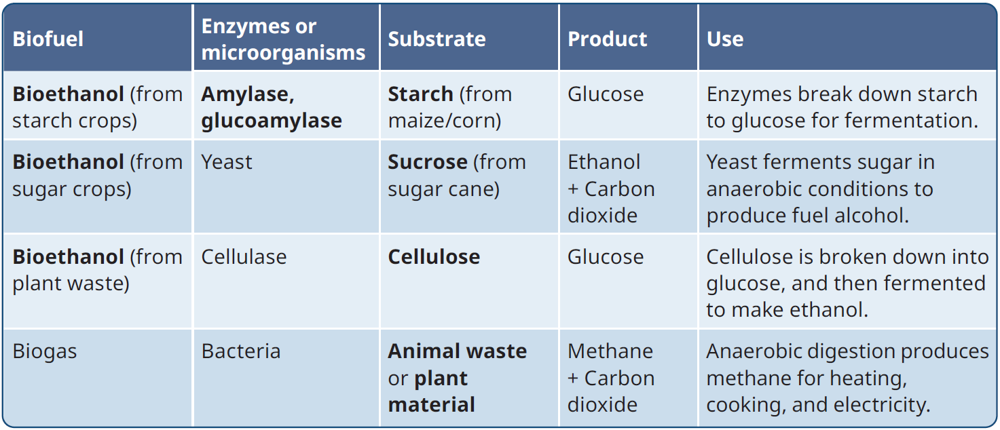 Biofuel
Enzymes or
microorganisms
Substrate
Product
Use
Bioethanol (from
starch crops)
Amylase,
glucoamylase
Starch (from
maize/corn)
Glucose
Enzymes break down starch
to glucose for fermentation.
Bioethanol (from
sugar crops)
Yeast
Sucrose (from
sugar cane)
Ethanol
+ Carbon
dioxide
Yeast ferments sugar in
anaerobic conditions to
produce fuel alcohol.
Bioethanol (from
plant waste)
Cellulase
Cellulose
Glucose
Cellulose is broken down into
glucose, and then fermented
to make ethanol.
Biogas
Bacteria
Animal waste
or plant
material
Methane
+ Carbon
dioxide
Anaerobic digestion produces
methane for heating,
cooking, and electricity.